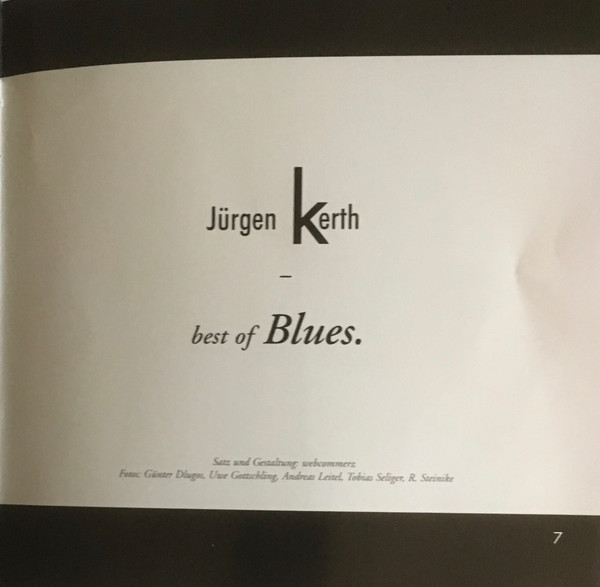 Jürgen kerth
–
best of Blues.
Satz und Gestaltung: webcommerz
Fotos: Günter Dlugos, Uwe Gottschling, Andreas Leitel, Tobias Seliger, R. Steinike
7